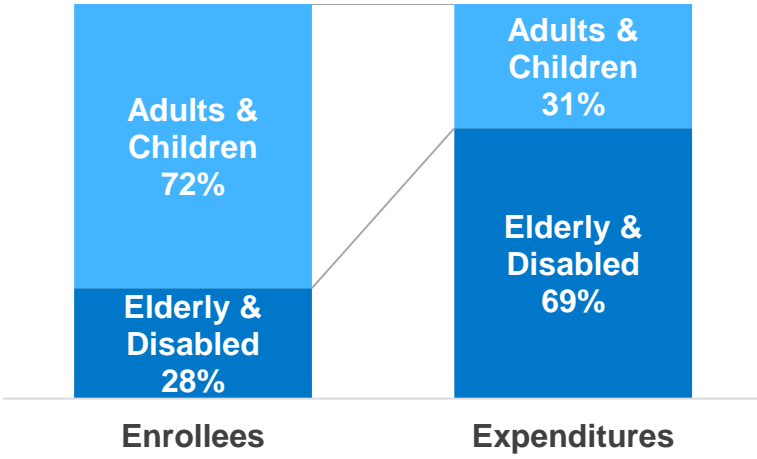 Adults &
Children
72%
Elderly &
Disabled
28%
Enrollees
Adults &
Children
31%
Elderly &
Disabled
69%
Expenditures